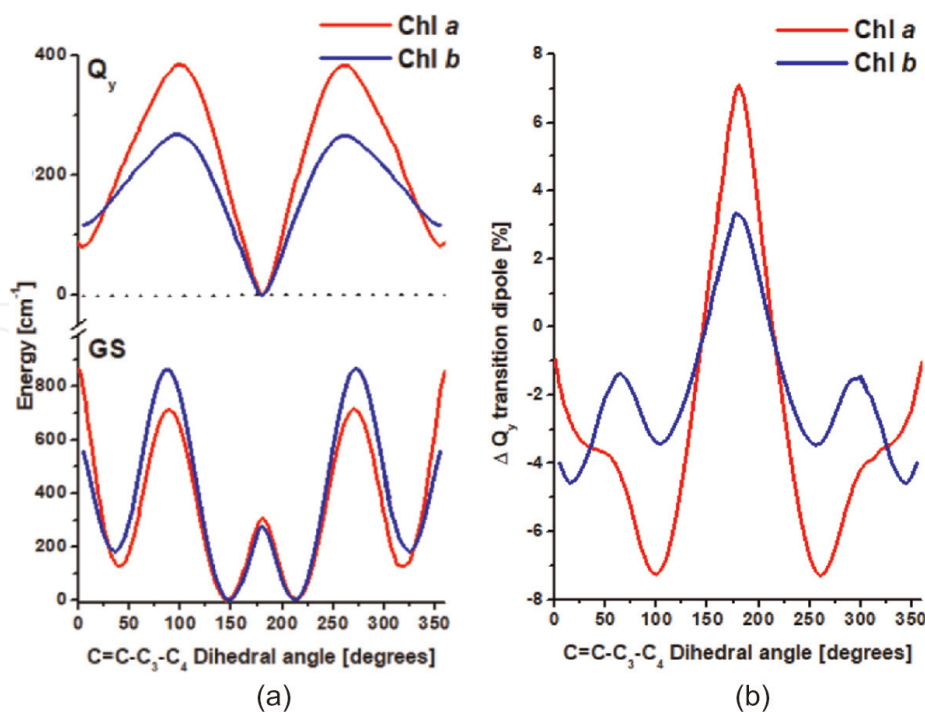 Chl a
Chl b
Q_y
400
200
0
GS
800
600
400
200
0
Energy [cm⁻¹]
0 50 100 150 200 250 300 350
C=C-C₃-C₄ Dihedral angle [degrees]
(a)
Chl a
Chl b
8
6
4
2
0
-2
-4
-6
-8
Δ Q_y transition dipole [%]
0 50 100 150 200 250 300 350
C=C-C₃-C₄ Dihedral angle [degrees]
(b)